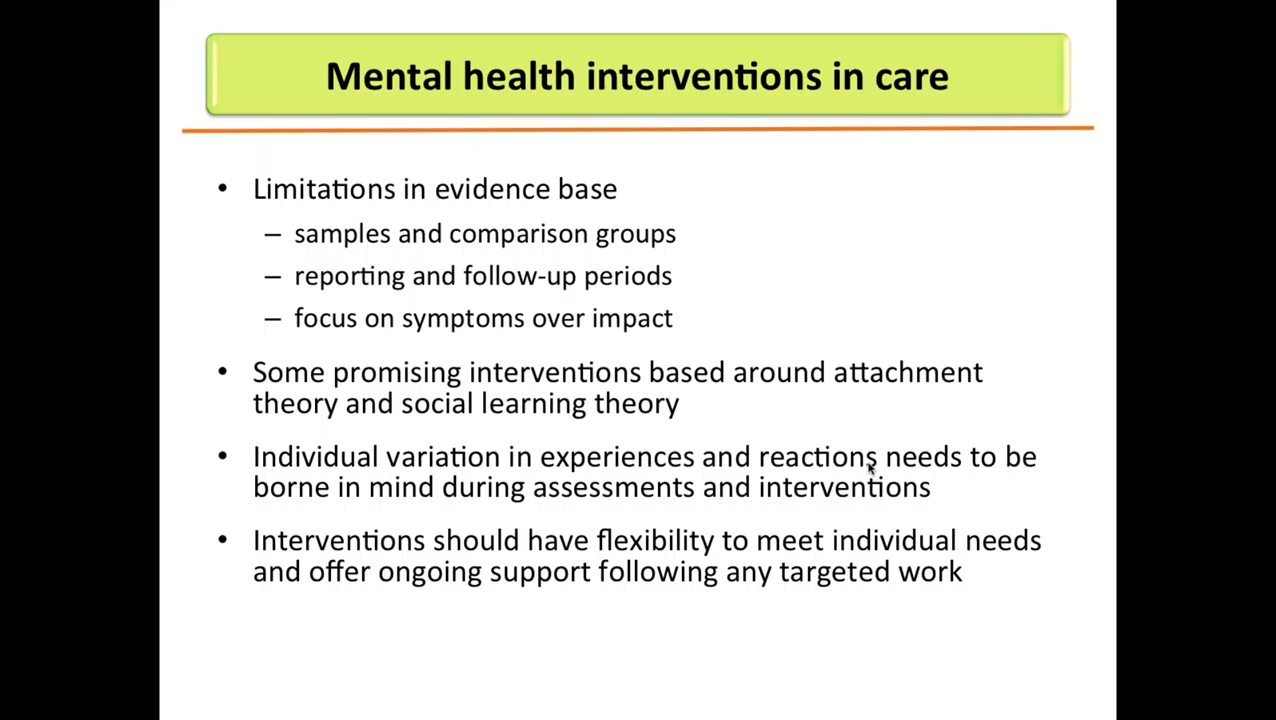 Mental health interventions in care
• Limitations in evidence base
– samples and comparison groups
– reporting and follow-up periods
– focus on symptoms over impact
• Some promising interventions based around attachment
theory and social learning theory
• Individual variation in experiences and reactions needs to be
borne in mind during assessments and interventions
• Interventions should have flexibility to meet individual needs
and offer ongoing support following any targeted work